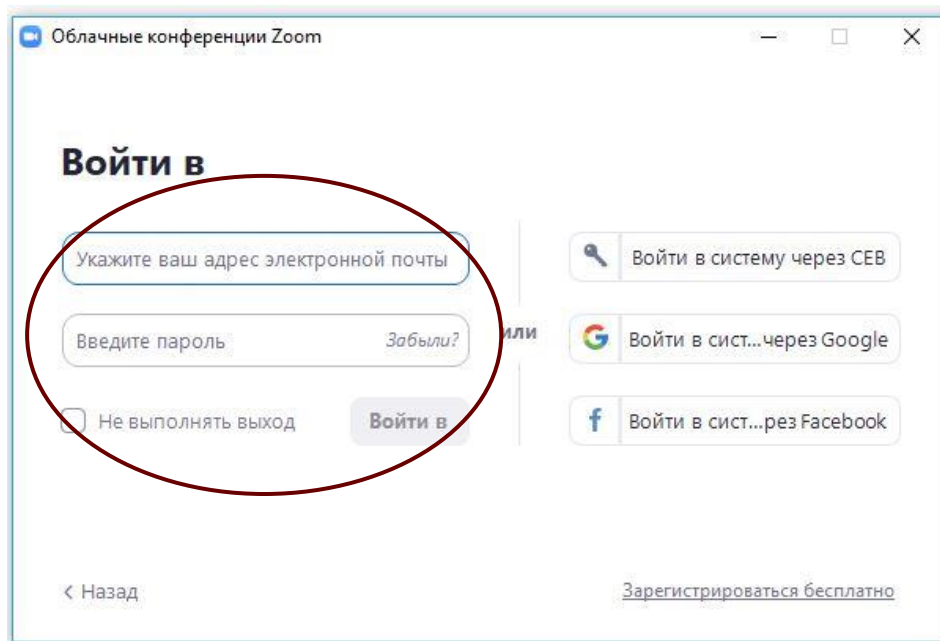 Облачные конференции Zoom
Войти в
Укажите ваш адрес электронной почты
Введите пароль
Забыли?
Не выполнять выход
Войти в
или
Войти в систему через СЕВ
Войти в сист...через Google
Войти в сист...рез Facebook
Назад
Зарегистрироваться бесплатно